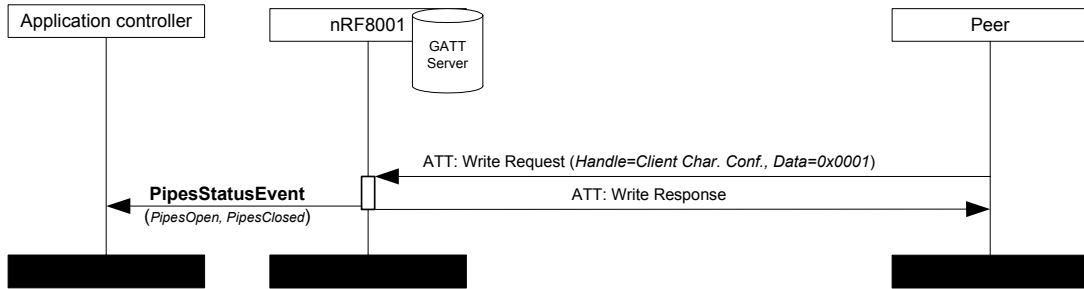 Application controller
nRF8001
GATT
Server
Peer
ATT: Write Request (Handle=Client Char. Conf., Data=0x0001)
PipesStatusEvent
(PipesOpen, PipesClosed)
ATT: Write Response